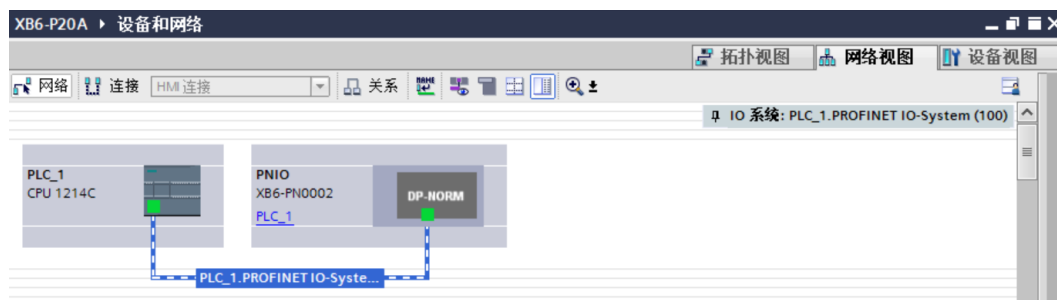 XB6-P20A ▸ 设备和网络
拓扑视图 网络视图 设备视图
网络 连接 HMI 连接 关系
IO 系统: PLC_1.PROFINET IO-System (100)
PLC_1
CPU 1214C
PNIO
XB6-PN0002
PLC_1
DP-NORM
PLC_1.PROFINET IO-Syste...